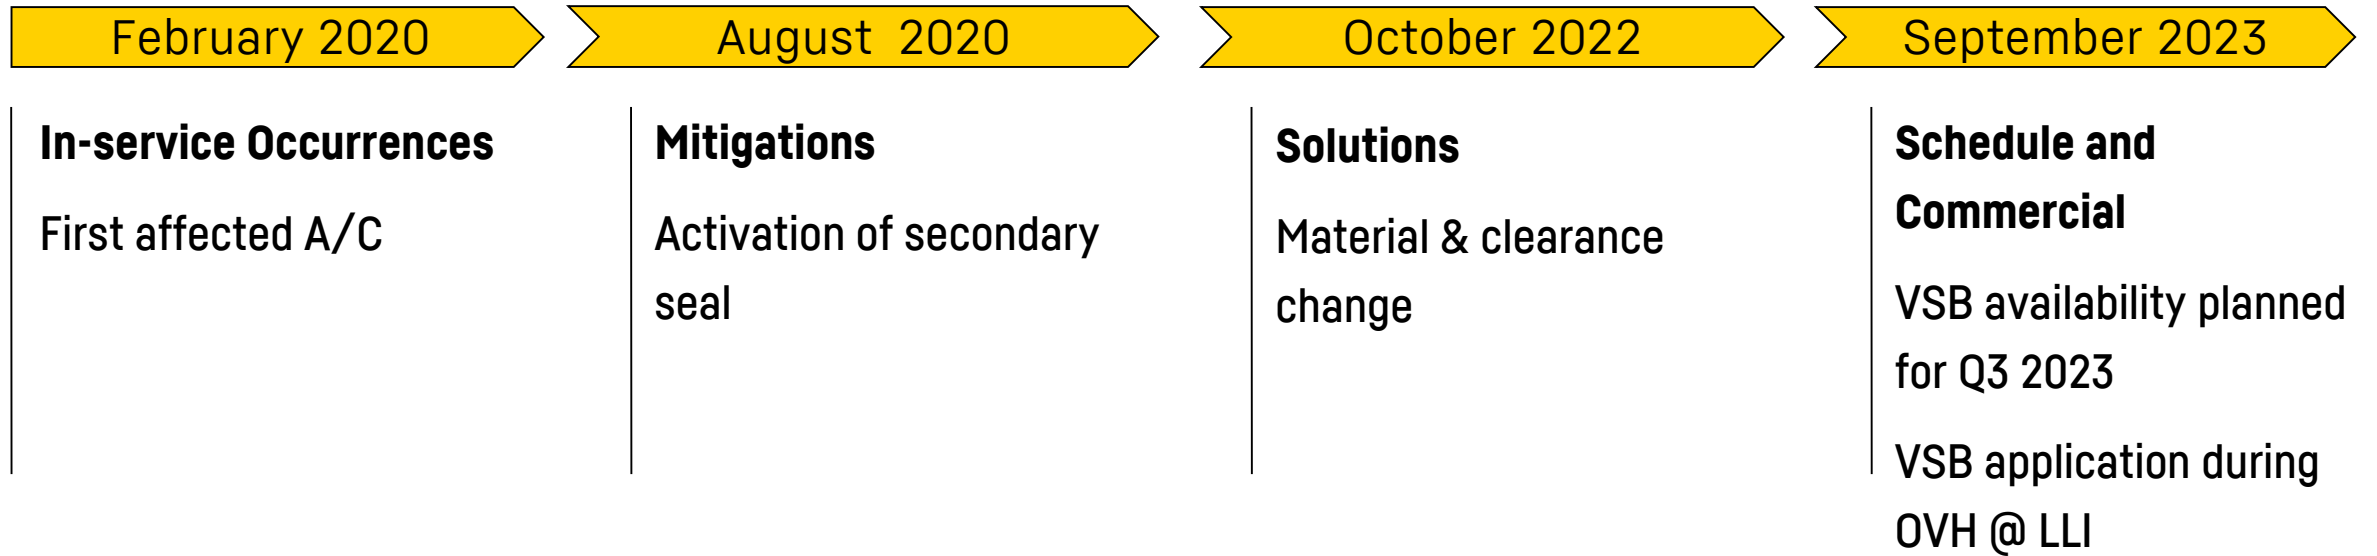 February 2020
August 2020
October 2022
September 2023
In-service Occurrences
First affected A/C
Mitigations
Activation of secondary
seal
Solutions
Material & clearance
change
Schedule and
Commercial
VSB availability planned
for Q3 2023
VSB application during
OVH @ LLI